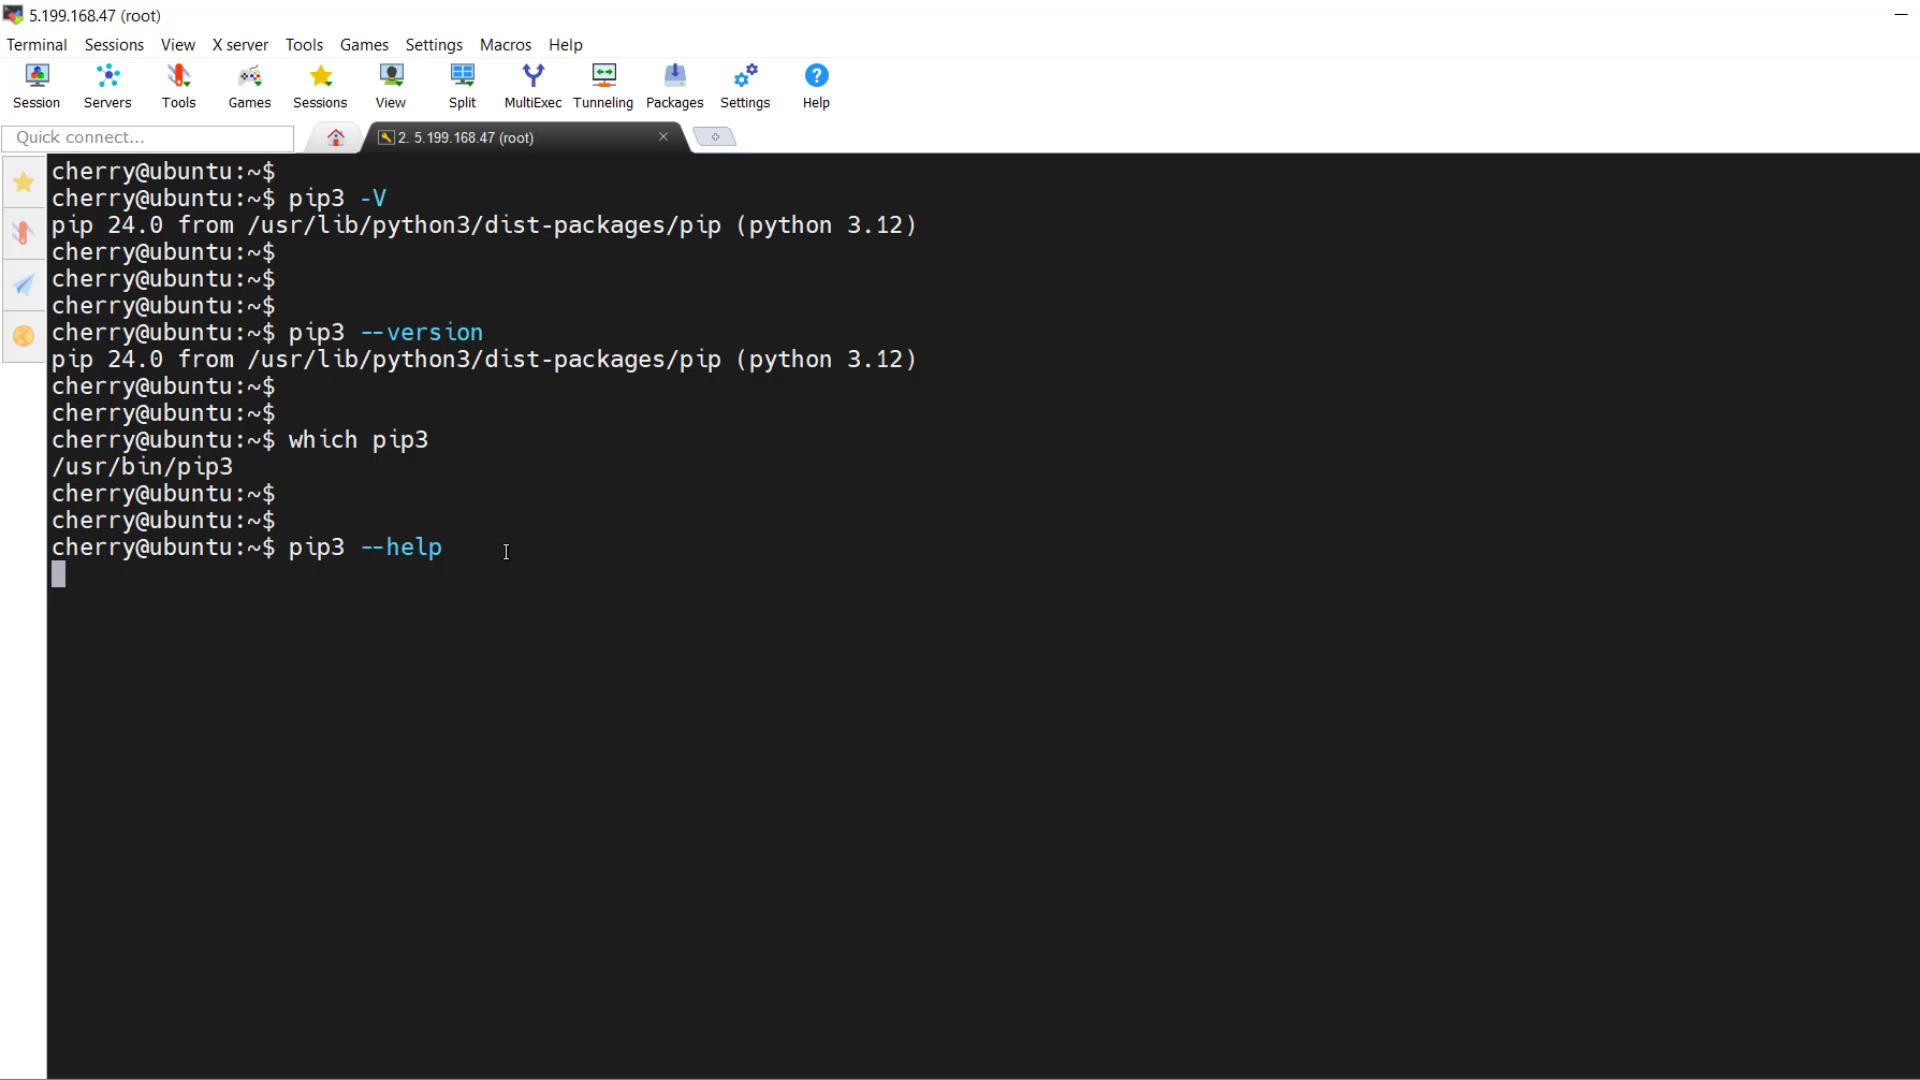 5.199.168.47 (root)
Terminal Sessions View X server Tools Games Settings Macros Help
Session Servers Tools Games Sessions View Split MultiExec Tunneling Packages Settings Help
Quick connect... 2. 5.199.168.47 (root)
cherry@ubuntu:~$
cherry@ubuntu:~$ pip3 -V
pip 24.0 from /usr/lib/python3/dist-packages/pip (python 3.12)
cherry@ubuntu:~$
cherry@ubuntu:~$
cherry@ubuntu:~$
cherry@ubuntu:~$ pip3 --version
pip 24.0 from /usr/lib/python3/dist-packages/pip (python 3.12)
cherry@ubuntu:~$
cherry@ubuntu:~$
cherry@ubuntu:~$ which pip3
/usr/bin/pip3
cherry@ubuntu:~$
cherry@ubuntu:~$
cherry@ubuntu:~$ pip3 --help